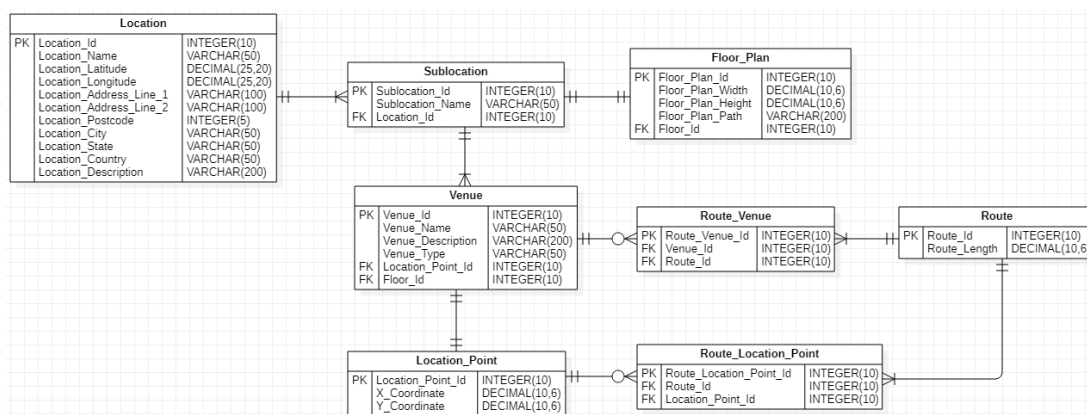 Location
PK Location_Id INTEGER(10)
Location_Name VARCHAR(50)
Location_Latitude DECIMAL(25,20)
Location_Longitude DECIMAL(25,20)
Location_Address_Line_1 VARCHAR(100)
Location_Address_Line_2 VARCHAR(100)
Location_Postcode INTEGER(5)
Location_City VARCHAR(50)
Location_State VARCHAR(50)
Location_Country VARCHAR(50)
Location_Description VARCHAR(200)
Sublocation
PK Sublocation_Id INTEGER(10)
Sublocation_Name VARCHAR(50)
FK Location_Id INTEGER(10)
Floor_Plan
PK Floor_Plan_Id INTEGER(10)
Floor_Plan_Width DECIMAL(10,6)
Floor_Plan_Height DECIMAL(10,6)
Floor_Plan_Path VARCHAR(200)
FK Floor_Id INTEGER(10)
Venue
PK Venue_Id INTEGER(10)
Venue_Name VARCHAR(50)
Venue_Description VARCHAR(200)
Venue_Type VARCHAR(50)
FK Location_Point_Id INTEGER(10)
FK Floor_Id INTEGER(10)
Route_Venue
PK Route_Venue_Id INTEGER(10)
FK Venue_Id INTEGER(10)
FK Route_Id INTEGER(10)
Route
PK Route_Id INTEGER(10)
Route_Length DECIMAL(10,6
Location_Point
PK Location_Point_Id INTEGER(10)
X_Coordinate DECIMAL(10,6)
Y_Coordinate DECIMAL(10,6)
Route_Location_Point
PK Route_Location_Point_Id INTEGER(10)
FK Route_Id INTEGER(10)
FK Location_Point_Id INTEGER(10)